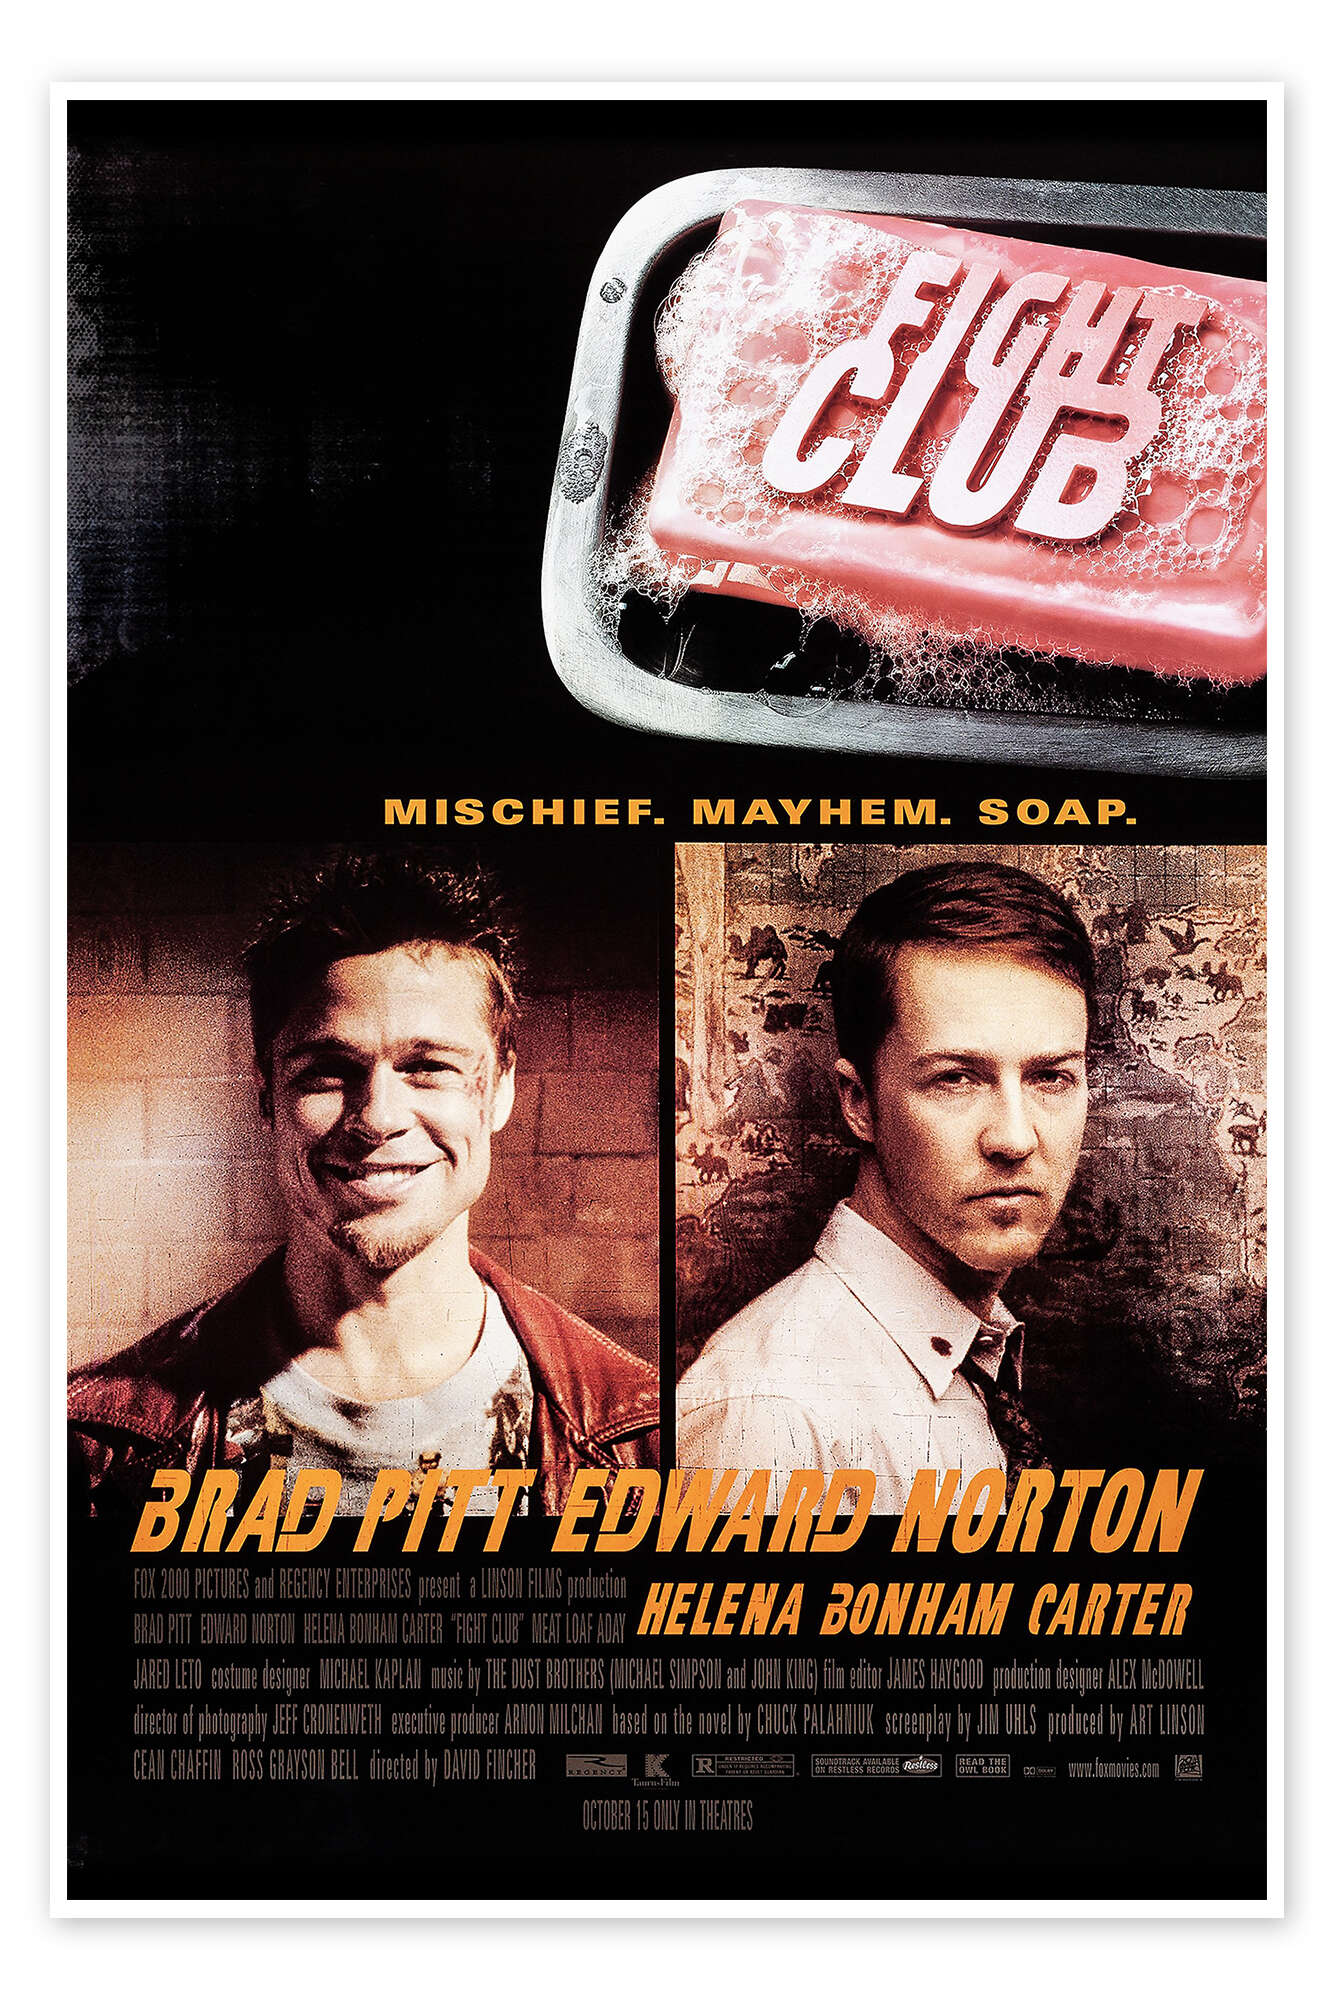 FIGHT
CLUB
MISCHIEF. MAYHEM. SOAP.
BRAD PITT EDWARD NORTON
HELENA BONHAM CARTER
FOX 2000 PICTURES and REGENCY ENTERPRISES present a LINSON FILMS production
BRAD PITT EDWARD NORTON HELENA BONHAM CARTER "FIGHT CLUB" MEAT LOAF ADAY
JARED LETO costume designer MICHAEL KAPLAN music by THE DUST BROTHERS (MICHAEL SIMPSON and JOHN KING) film editor JAMES HAYGOOD production designer ALEX McDOWELL
director of photography JEFF CRONENWETH executive producer ARNON MILCHAN based on the novel by CHUCK PALAHNIUK screenplay by JIM UHLS produced by ART LINSON
CEAN CHAFFIN ROSS GRAYSON BELL directed by DAVID FINCHER
REGENCY
Taurus-Film
R RESTRICTED
SOUNDTRACK AVAILABLE
ON RESTLESS RECORDS Restless
READ THE
OWL BOOK
www.foxmovies.com
OCTOBER 15 ONLY IN THEATRES